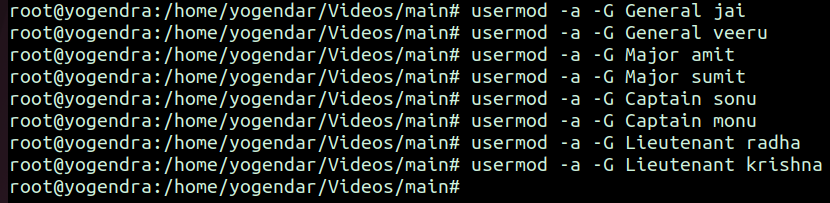 root@yogendra:/home/yogendar/Videos/main# usermod -a -G General jai
root@yogendra:/home/yogendar/Videos/main# usermod -a -G General veeru
root@yogendra:/home/yogendar/Videos/main# usermod -a -G Major amit
root@yogendra:/home/yogendar/Videos/main# usermod -a -G Major sumit
root@yogendra:/home/yogendar/Videos/main# usermod -a -G Captain sonu
root@yogendra:/home/yogendar/Videos/main# usermod -a -G Captain monu
root@yogendra:/home/yogendar/Videos/main# usermod -a -G Lieutenant radha
root@yogendra:/home/yogendar/Videos/main# usermod -a -G Lieutenant krishna
root@yogendra:/home/yogendar/Videos/main#